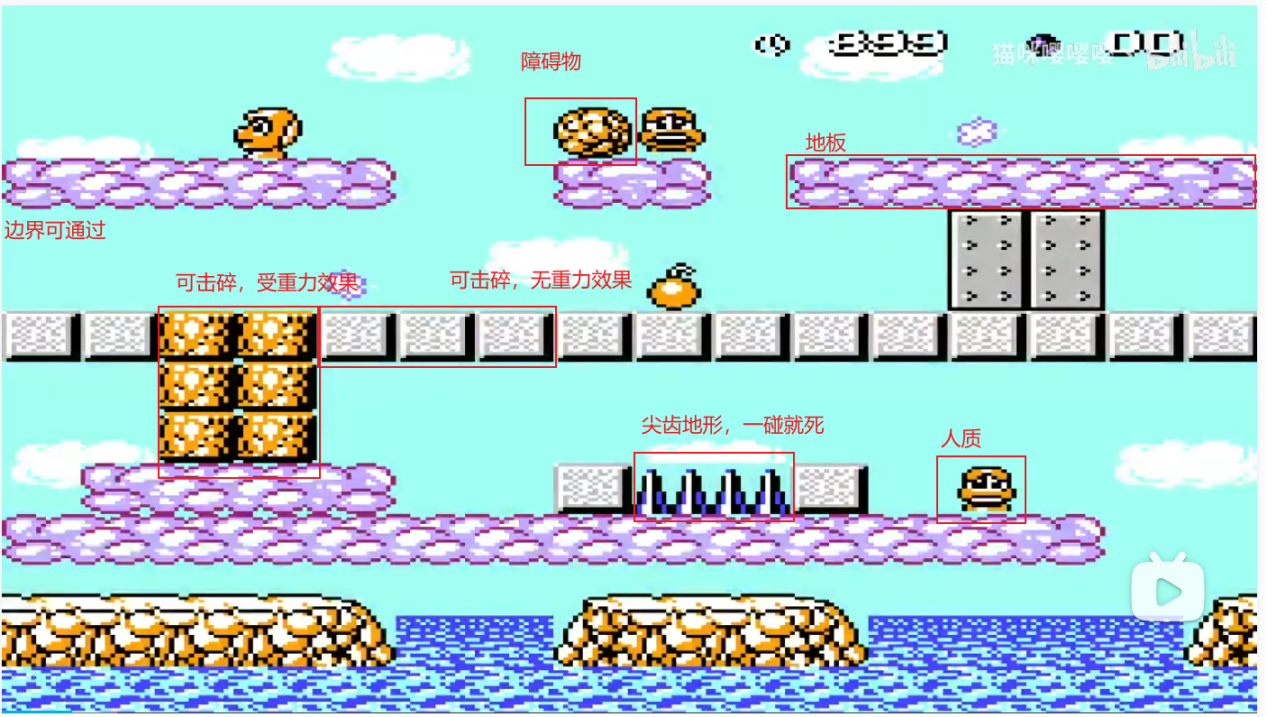 障碍物
猫咪嘤嘤嘤
bilibili
地板
边界可通过
可击碎，受重力效果
可击碎，无重力效果
尖齿地形，一碰就死
人质